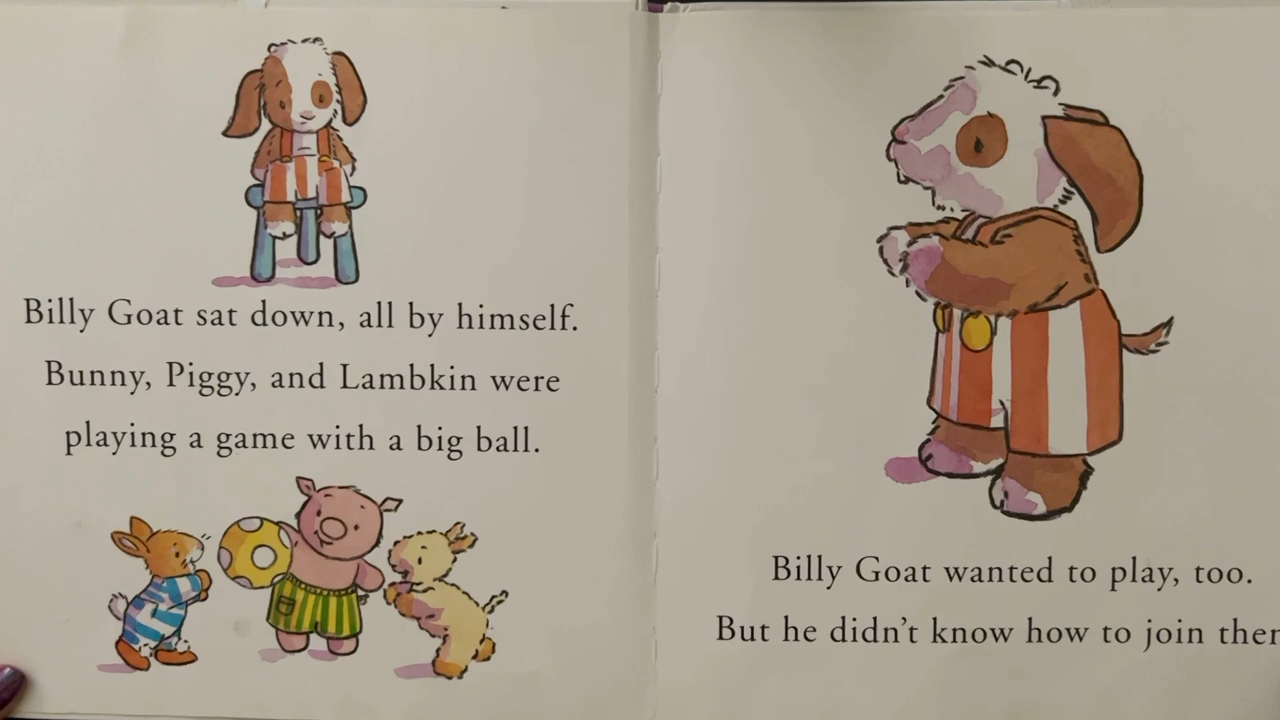 Billy Goat sat down, all by himself.
Bunny, Piggy, and Lambkin were
playing a game with a big ball.
Billy Goat wanted to play, too.
But he didn't know how to join